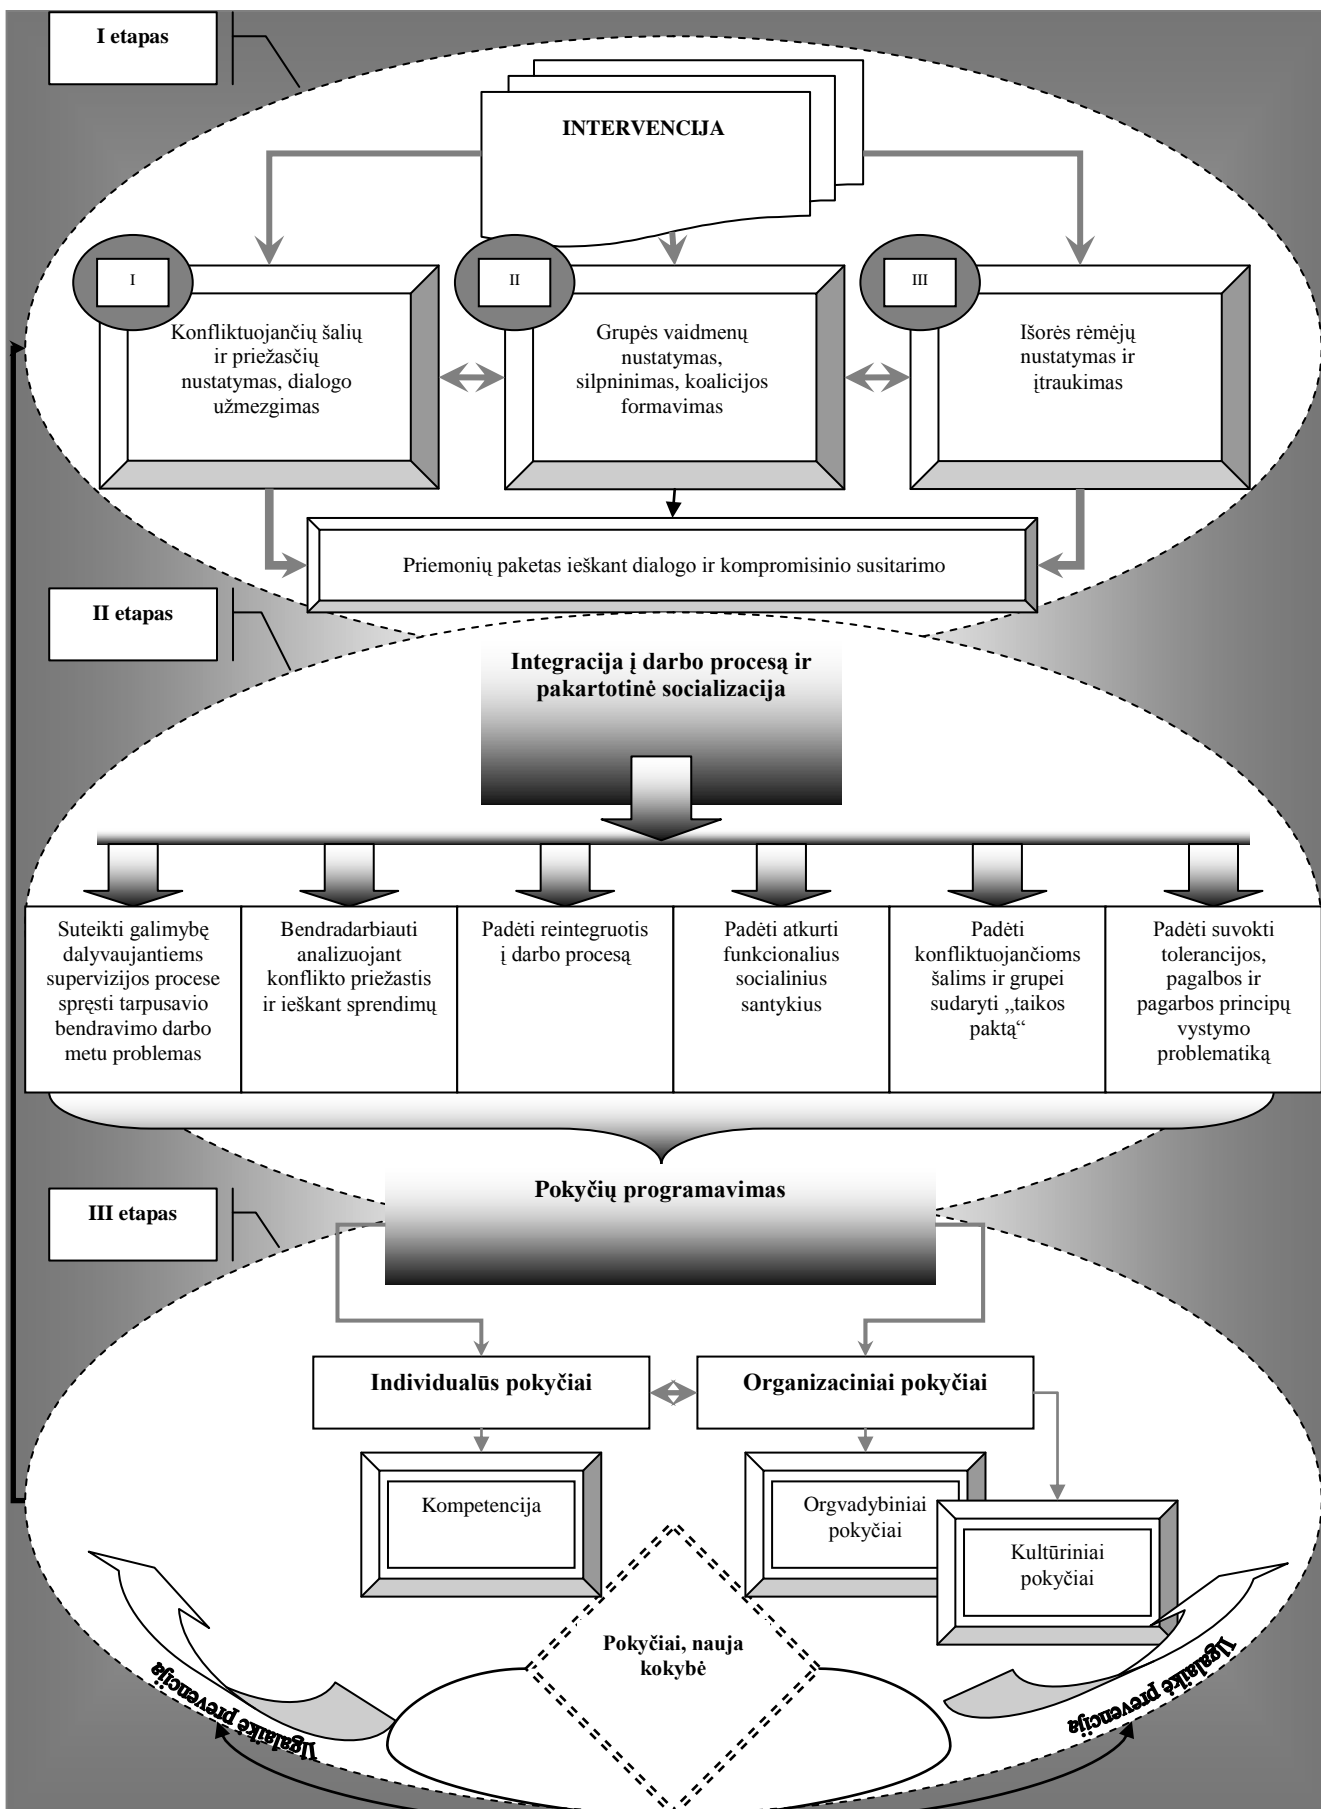 I etapas
INTERVENCIJA
I
II
III
Konfliktuojančių šalių
ir priežasčių
nustatymas, dialogo
užmezgimas
Grupės vaidmenų
nustatymas,
silpninimas, koalicijos
formavimas
Išorės rėmėjų
nustatymas ir
įtraukimas
Priemonių paketas ieškant dialogo ir kompromisinio susitarimo
II etapas
Integracija į darbo procesą ir
pakartotinė socializacija
Suteikti galimybę
dalyvaujantiems
supervizijos procese
spręsti tarpusavio
bendravimo darbo
metu problemas
Bendradarbiauti
analizuojant
konflikto priežastis
ir ieškant sprendimų
Padėti reintegruotis
į darbo procesą
Padėti atkurti
funkcionalius
socialinius
santykius
Padėti
konfliktuojančioms
šalims ir grupei
sudaryti „taikos
paktą“
Padėti suvokti
tolerancijos,
pagalbos ir
pagarbos principų
vystymo
problematiką
Pokyčių programavimas
III etapas
Individualūs pokyčiai
Organizaciniai pokyčiai
Kompetencija
Orgvadybiniai
pokyčiai
Kultūriniai
pokyčiai
Pokyčiai, nauja
kokybė
Ilgalaikė prevencija
Ilgalaikė prevencija